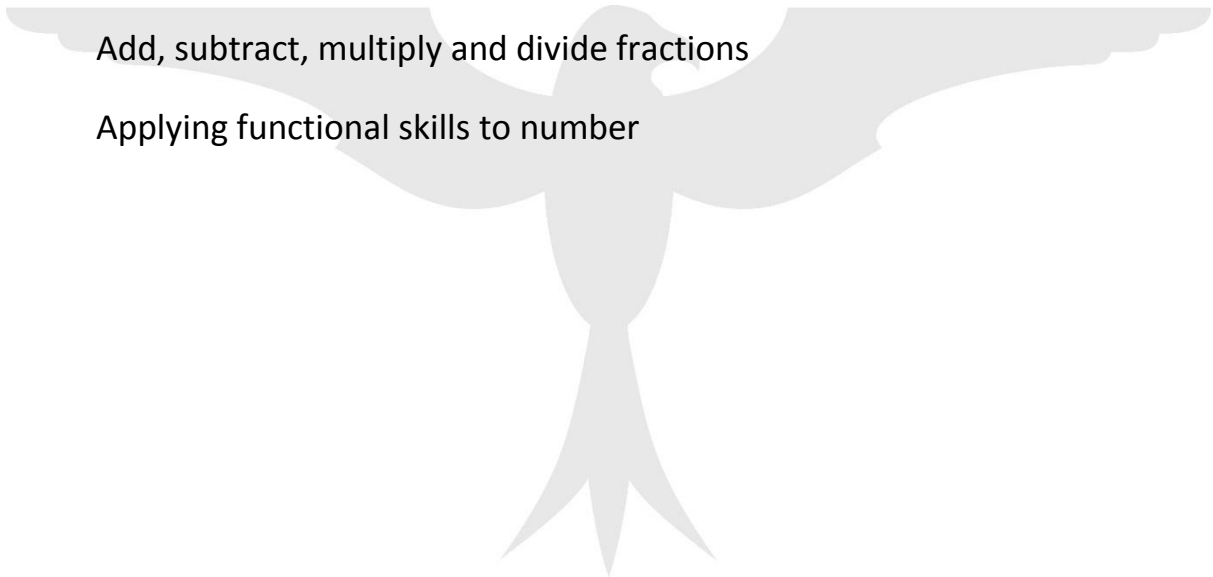 Add, subtract, multiply and divide fractions
Applying functional skills to number